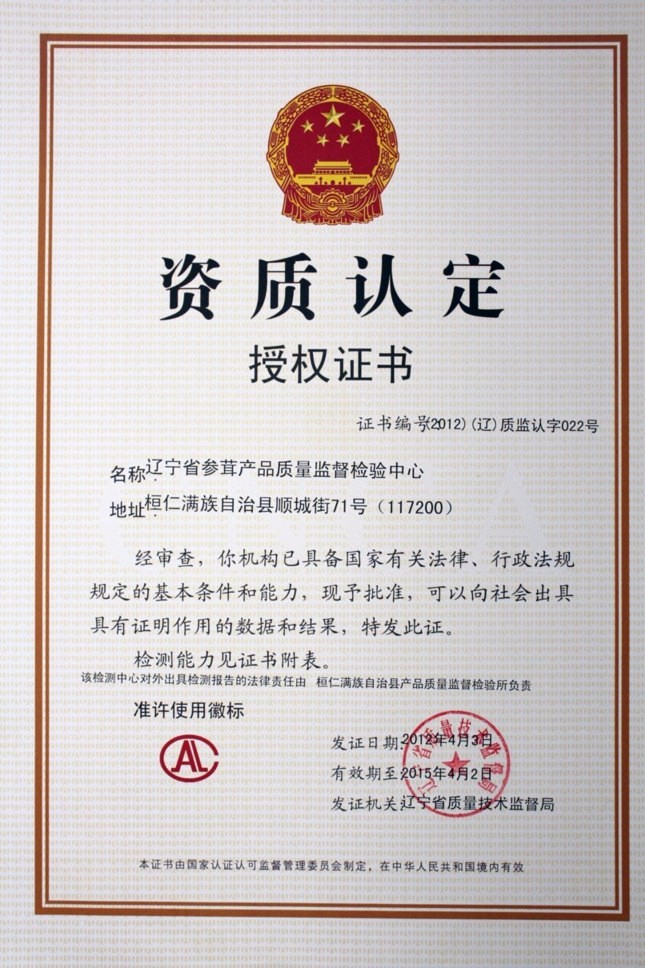 资质认定
授权证书
证书编号:(2012)(辽)质监认字022号
名称:辽宁省参茸产品质量监督检验中心
地址:桓仁满族自治县顺城街71号（117200）
经审查，你机构已具备国家有关法律、行政法规
规定的基本条件和能力，现予批准，可以向社会出具
具有证明作用的数据和结果，特发此证。
检测能力见证书附表。
该检测中心对外出具检测报告的法律责任由 桓仁满族自治县产品质量监督检验所负责
准许使用徽标
CAL
发证日期:2012年4月3日
有效期至:2015年4月2日
发证机关:辽宁省质量技术监督局
辽宁省质量技术监督局
本证书由国家认证认可监督管理委员会制定，在中华人民共和国境内有效